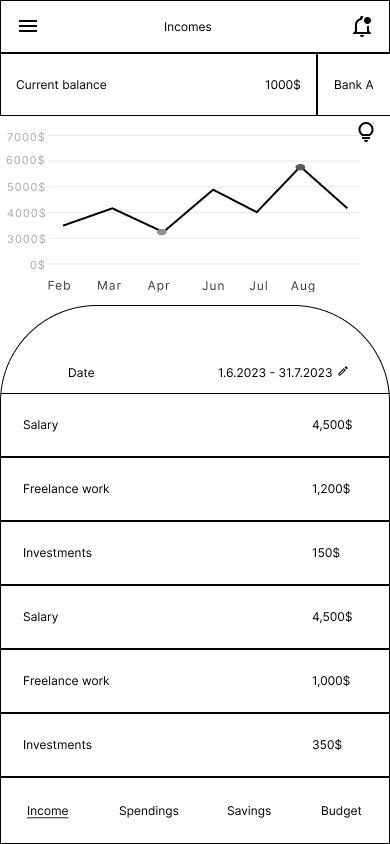 Incomes
Current balance 1000$ Bank A
7000$
6000$
5000$
4000$
3000$
0$
Feb Mar Apr Jun Jul Aug
Date 1.6.2023 - 31.7.2023
Salary 4,500$
Freelance work 1,200$
Investments 150$
Salary 4,500$
Freelance work 1,000$
Investments 350$
Income Spendings Savings Budget